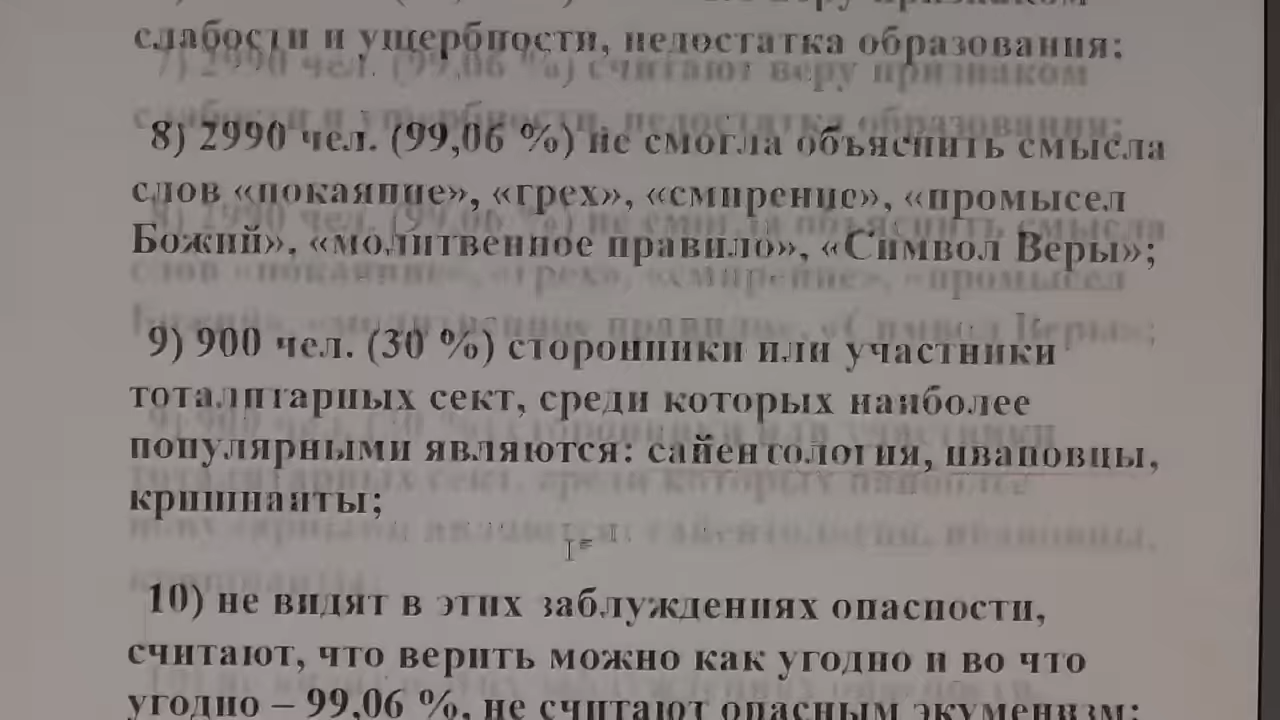 слабости и ущербности, недостатка образования;
8) 2990 чел. (99,06 %) не смогла объяснить смысла
слов «покаяние», «грех», «смирение», «промысел
Божий», «молитвенное правило», «Символ Веры»;
9) 900 чел. (30 %) сторонники или участники
тоталитарных сект, среди которых наиболее
популярными являются: сайентология, ивановцы,
кришнаиты;
10) не видят в этих заблуждениях опасности,
считают, что верить можно как угодно и во что
угодно – 99,06 %, не считают опасным экуменизм;